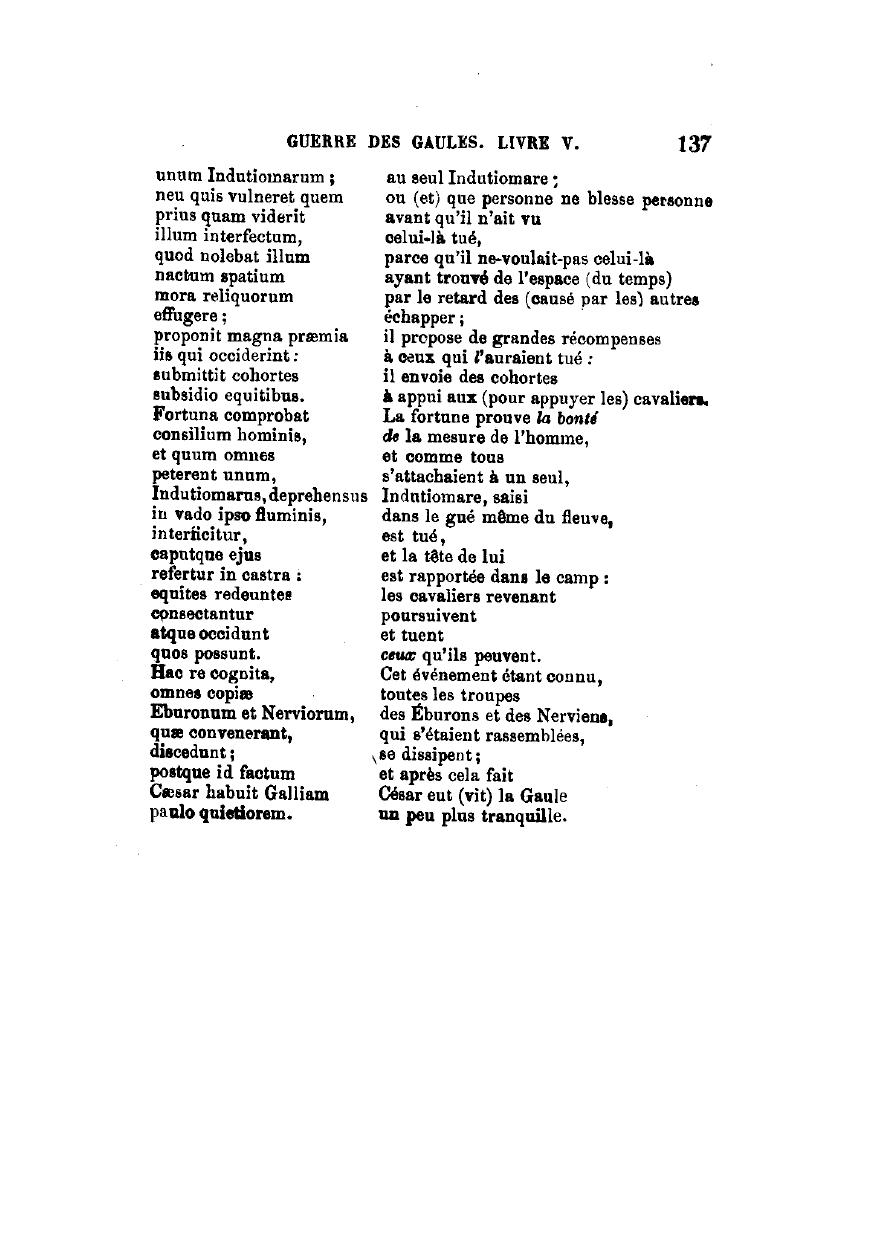 GUERRE DES GAULES. LIVRE V. 137
unum Indutiomarum ; au seul Indutiomare ;
neu quis vulneret quem ou (et) que personne ne blesse personne
prius quam viderit avant qu'il n'ait vu
illum interfectum, celui-là tué,
quod nolebat illum parce qu'il ne-voulait-pas celui-là
nactum spatium ayant trouvé de l'espace (du temps)
mora reliquorum par le retard des (causé par les) autres
effugere ; échapper ;
proponit magna præmia il propose de grandes récompenses
iis qui occiderint : à ceux qui l'auraient tué :
submittit cohortes il envoie des cohortes
subsidio equitibus. à appui aux (pour appuyer les) cavaliers.
Fortuna comprobat La fortune prouve la bonté
consilium hominis, de la mesure de l'homme,
et quum omnes et comme tous
peterent unum, s'attachaient à un seul,
Indutiomarus, deprehensus Indutiomare, saisi
in vado ipso fluminis, dans le gué même du fleuve,
interficitur, est tué,
caputque ejus et la tête de lui
refertur in castra : est rapportée dans le camp :
equites redeuntes les cavaliers revenant
consectantur poursuivent
atque occidunt et tuent
quos possunt. ceux qu'ils peuvent.
Hac re cognita, Cet événement étant connu,
omnes copiæ toutes les troupes
Eburonum et Nerviorum, des Éburons et des Nerviens,
quæ convenerant, qui s'étaient rassemblées,
discedunt ; se dissipent ;
postque id factum et après cela fait
Cæsar habuit Galliam César eut (vit) la Gaule
paulo quietiorem. un peu plus tranquille.